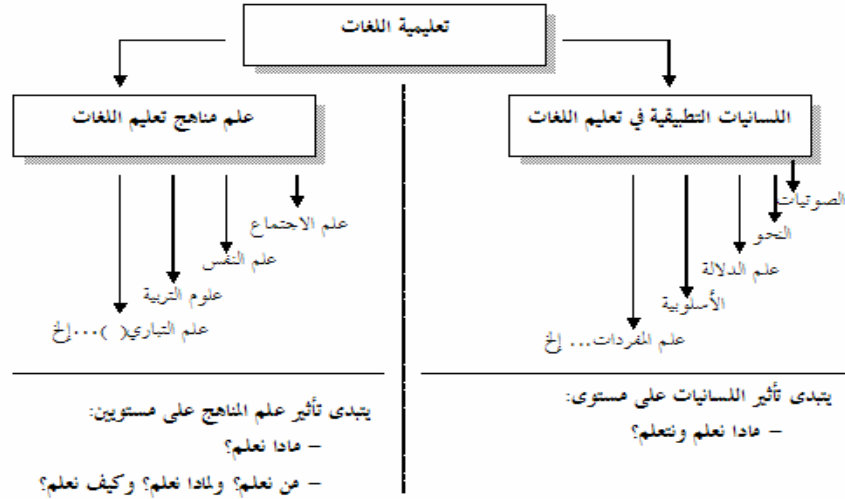 تعليمية اللغات
اللسانيات التطبيقية في تعليم اللغات
الصوتيات
النحو
علم الدلالة
الأسلوبية
علم المفردات... إلخ
يتبدى تأثير اللسانيات على مستوى:
– ماذا نعلم ونتعلم؟
علم مناهج تعليم اللغات
علم الاجتماع
علم النفس
علوم التربية
علم التباري( )...إلخ
يتبدى تأثير علم المناهج على مستويين:
– ماذا نعلم؟
– من نعلم؟ ولماذا نعلم؟ وكيف نعلم؟